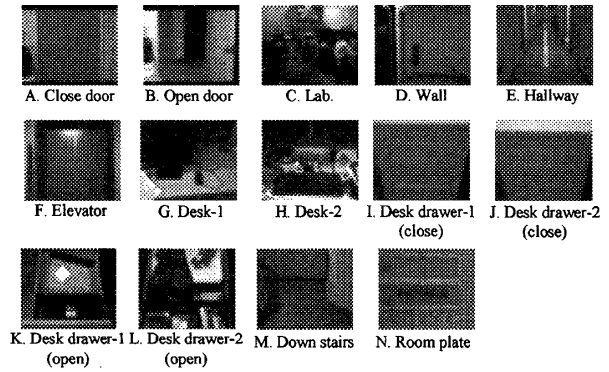 A. Close door B. Open door C. Lab. D. Wall E. Hallway
F. Elevator G. Desk-1 H. Desk-2 I. Desk drawer-1 J. Desk drawer-2
(close) (close)
K. Desk drawer-1 L. Desk drawer-2 M. Down stairs N. Room plate
(open) (open)